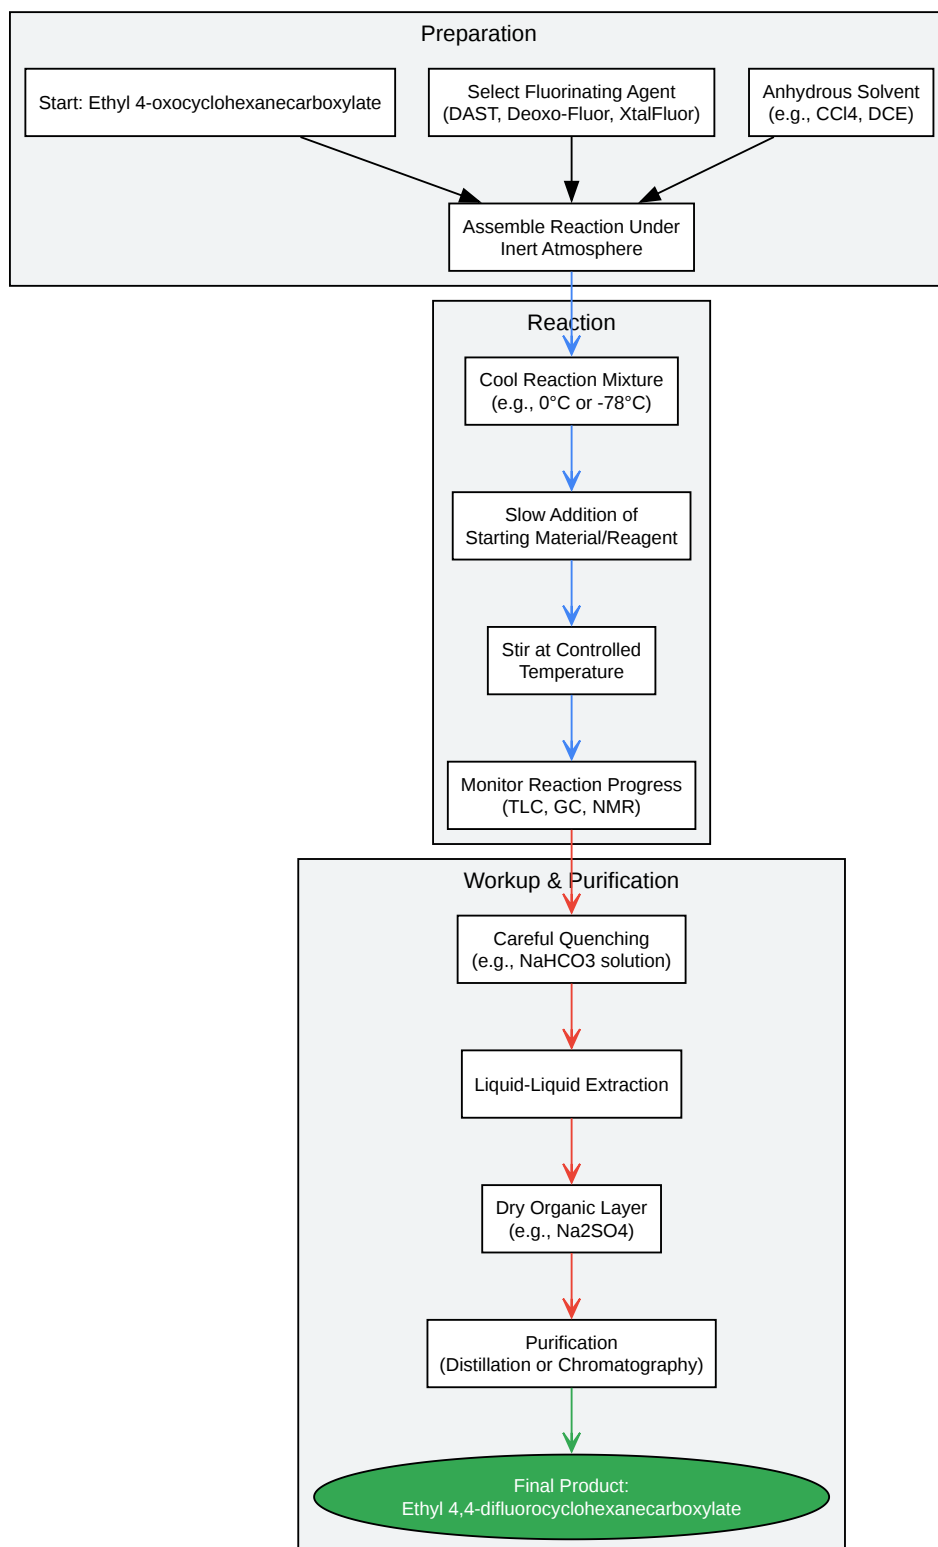 Preparation
Start: Ethyl 4-oxocyclohexanecarboxylate
Select Fluorinating Agent
(DAST, Deoxo-Fluor, XtalFluor)
Anhydrous Solvent
(e.g., CCl4, DCE)
Assemble Reaction Under
Inert Atmosphere
Reaction
Cool Reaction Mixture
(e.g., 0°C or -78°C)
Slow Addition of
Starting Material/Reagent
Stir at Controlled
Temperature
Monitor Reaction Progress
(TLC, GC, NMR)
Workup & Purification
Careful Quenching
(e.g., NaHCO3 solution)
Liquid-Liquid Extraction
Dry Organic Layer
(e.g., Na2SO4)
Purification
(Distillation or Chromatography)
Final Product:
Ethyl 4,4-difluorocyclohexanecarboxylate